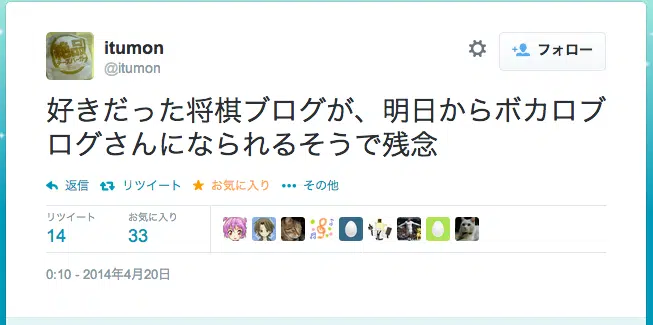 itumon
@itumon
フォロー
好きだった将棋ブログが、明日からボカロブ
ログさんになられるそうで残念
返信 リツイート お気に入り その他
リツイート お気に入り
14 33
0:10 - 2014年4月20日